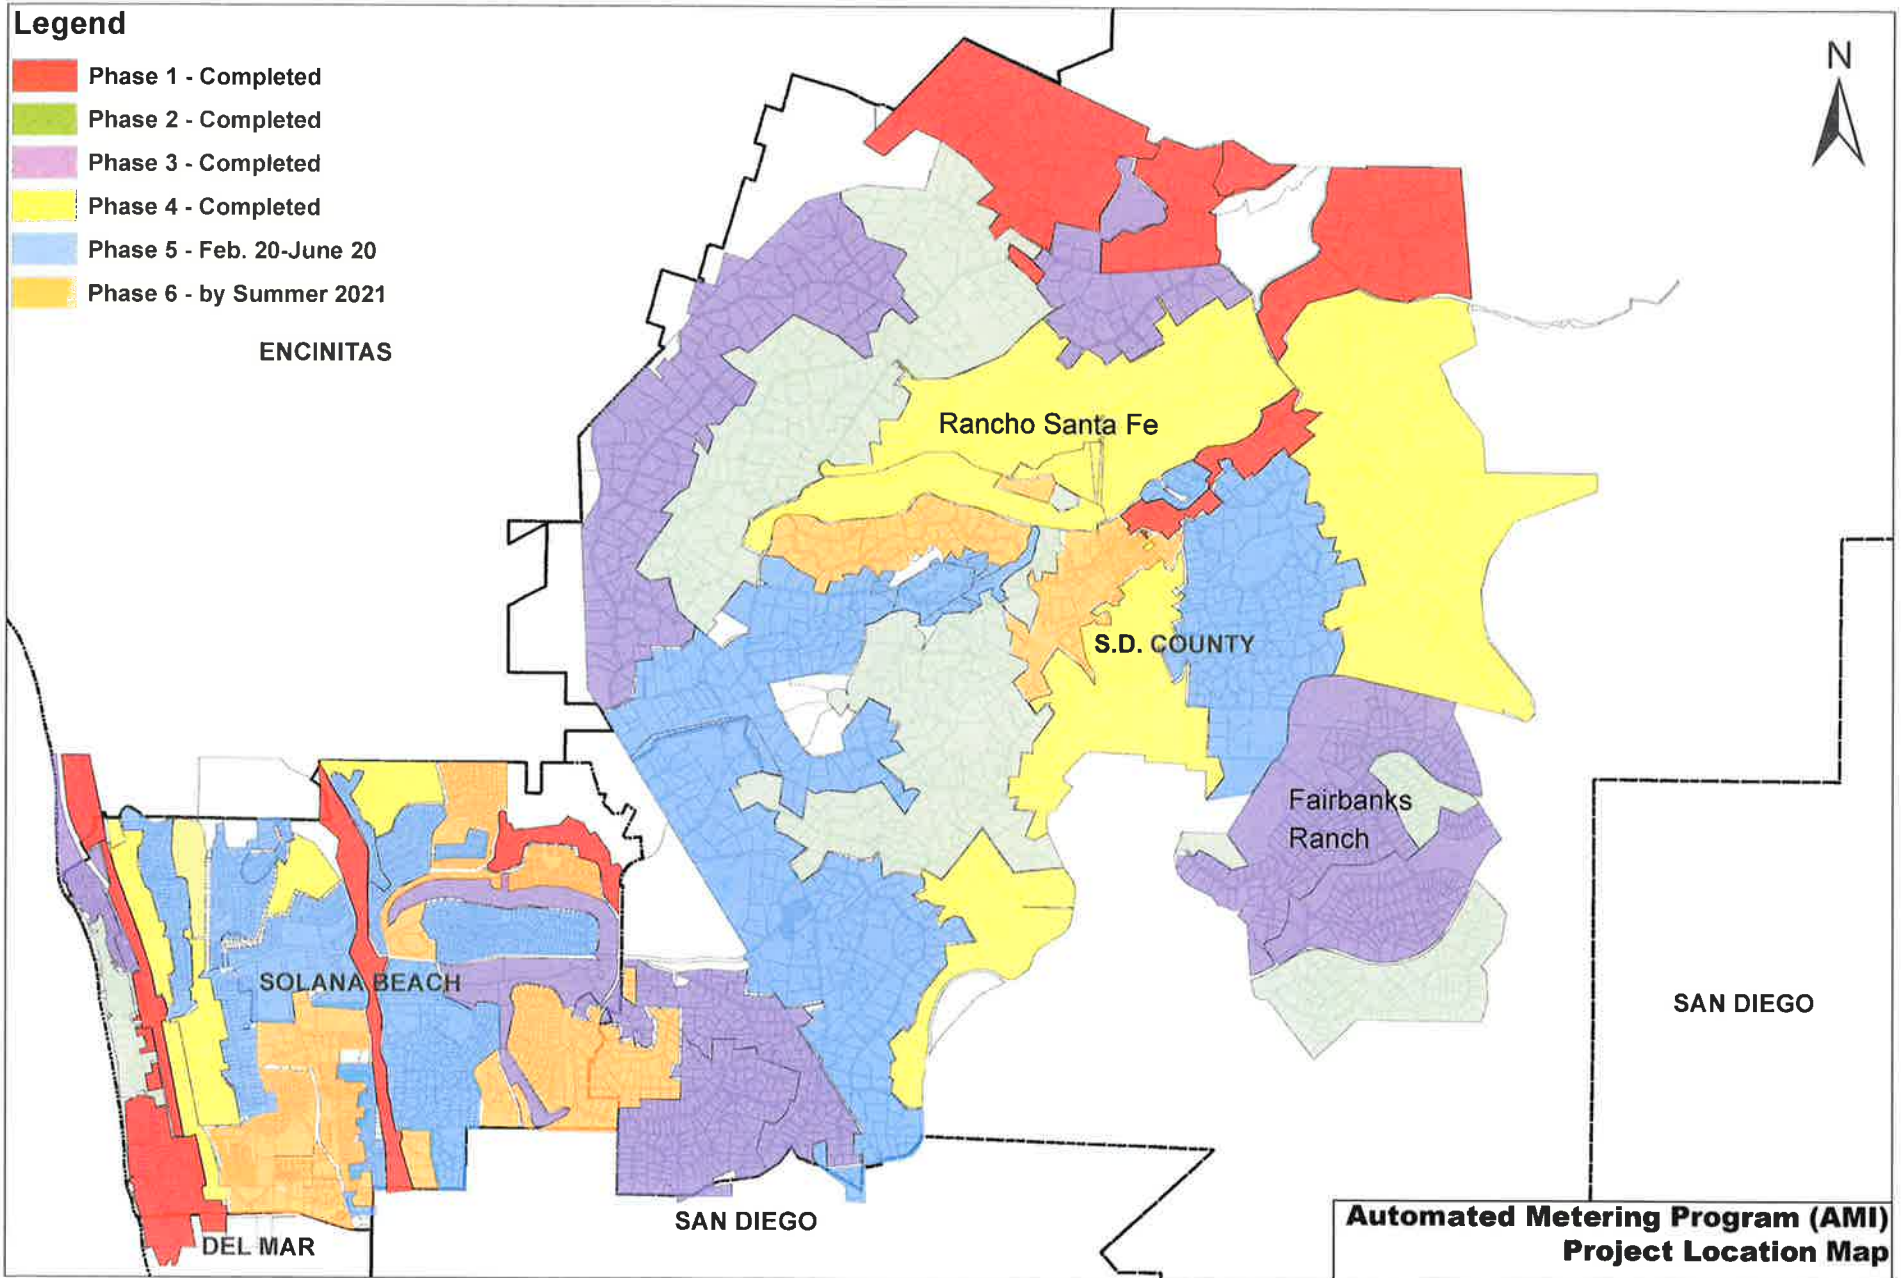 Legend
Phase 1 - Completed
Phase 2 - Completed
Phase 3 - Completed
Phase 4 - Completed
Phase 5 - Feb. 20-June 20
Phase 6 - by Summer 2021
N
ENCINITAS
Rancho Santa Fe
S.D. COUNTY
Fairbanks
Ranch
SOLANA BEACH
SAN DIEGO
SAN DIEGO
DEL MAR
Automated Metering Program (AMI)
Project Location Map